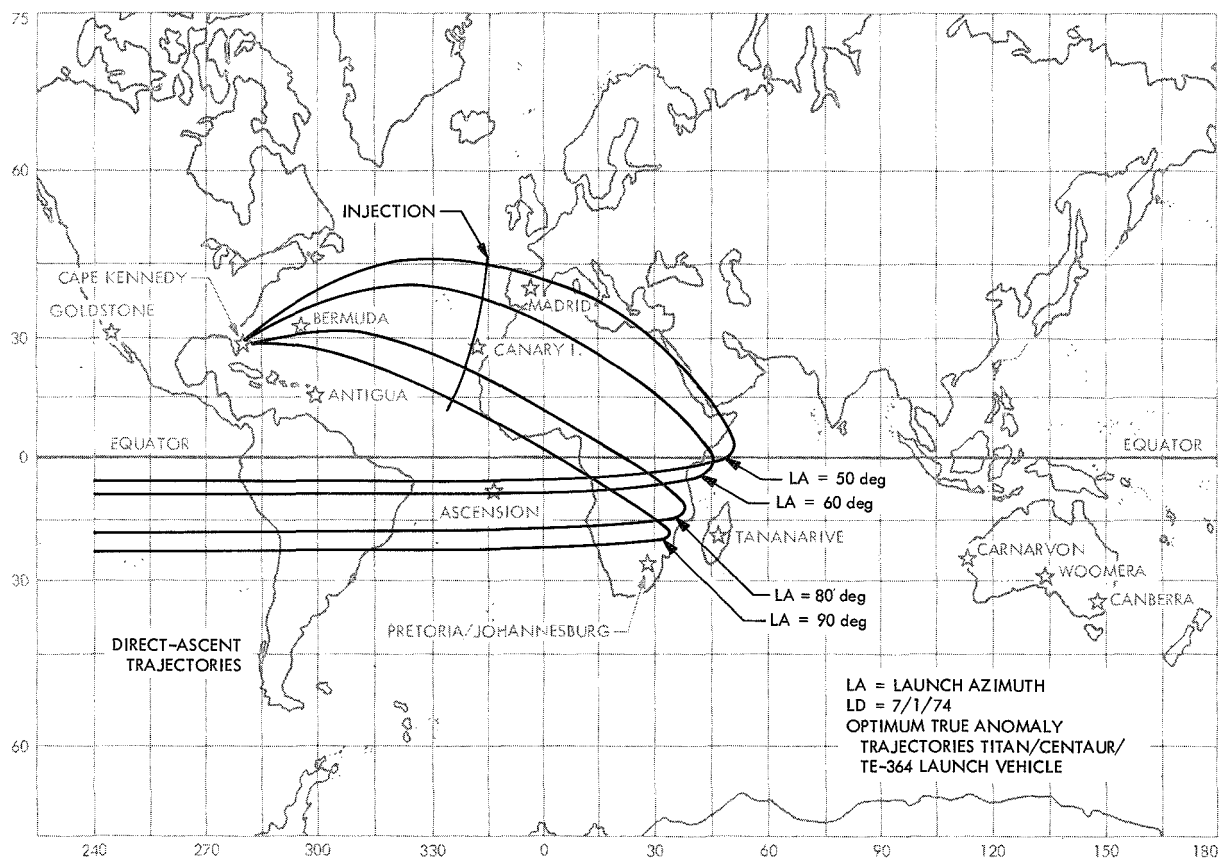 75
60
INJECTION
CAPE KENNEDY
GOLDSTONE
MADRID
BERMUDA
30
CANARY I.
ANTIGUA
EQUATOR
EQUATOR
0
LA = 50 deg
LA = 60 deg
ASCENSION
TANANARIVE
CARNARVON
WOOMERA
30
LA = 80 deg
CANBERRA
LA = 90 deg
PRETORIA/JOHANNESBURG
DIRECT-ASCENT
TRAJECTORIES
LA = LAUNCH AZIMUTH
LD = 7/1/74
OPTIMUM TRUE ANOMALY
TRAJECTORIES TITAN/CENTAUR/
TE-364 LAUNCH VEHICLE
60
240 270 300 330 0 30 60 90 120 150 180